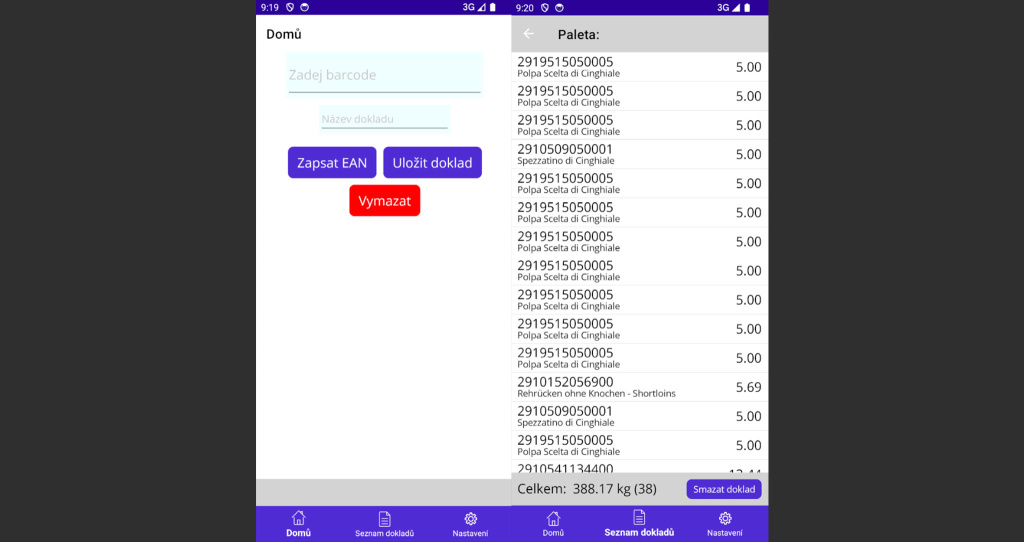 9:19
3G
Domů
Zadej barcode
Název dokladu
Zapsat EAN
Uložit doklad
Vymazat
Domů
Seznam dokladů
Nastavení
9:20
3G
Paleta:
2919515050005
5.00
Polpa Scelta di Cinghiale
2919515050005
5.00
Polpa Scelta di Cinghiale
2919515050005
5.00
Polpa Scelta di Cinghiale
2910509050001
5.00
Spezzatino di Cinghiale
2919515050005
5.00
Polpa Scelta di Cinghiale
2919515050005
5.00
Polpa Scelta di Cinghiale
2919515050005
5.00
Polpa Scelta di Cinghiale
2919515050005
5.00
Polpa Scelta di Cinghiale
2919515050005
5.00
Polpa Scelta di Cinghiale
2919515050005
5.00
Polpa Scelta di Cinghiale
2919515050005
5.00
Polpa Scelta di Cinghiale
2910152056900
5.69
Rehrücken ohne Knochen - Shortloins
2910509050001
5.00
Spezzatino di Cinghiale
2919515050005
5.00
Polpa Scelta di Cinghiale
2910541134400
Celkem: 388.17 kg (38)
Smazat doklad
Domů
Seznam dokladů
Nastavení